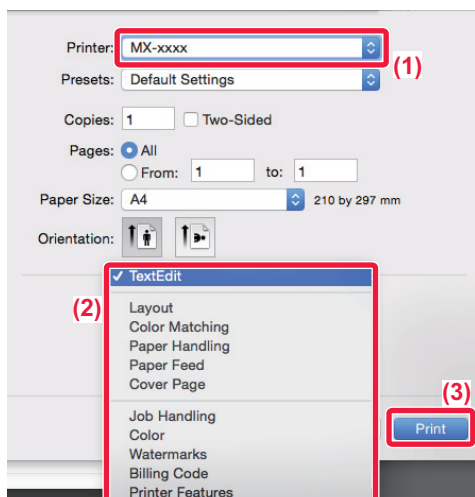 Printer: MX-xxxx
(1)
Presets: Default Settings
Copies: 1 Two-Sided
Pages: All
From: 1 to: 1
Paper Size: A4 210 by 297 mm
Orientation:
✓ TextEdit
(2)
Layout
Color Matching
Paper Handling
Paper Feed
Cover Page
(3)
Job Handling
Print
Color
Watermarks
Billing Code
Printer Features